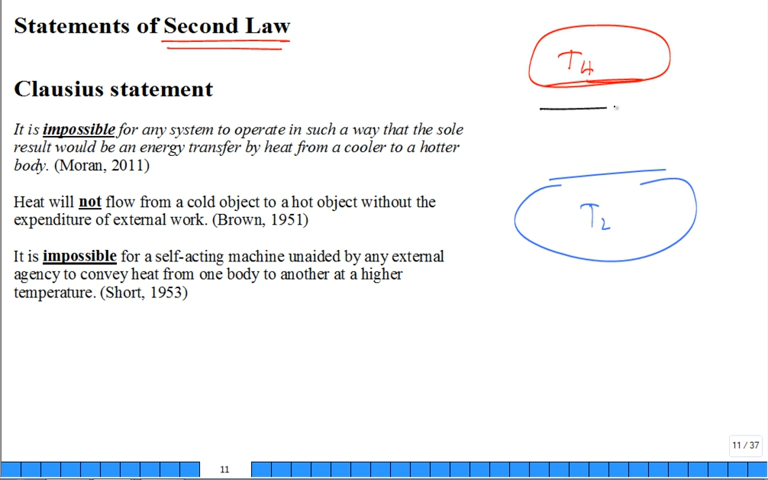 Statements of Second Law
T_H
Clausius statement
It is impossible for any system to operate in such a way that the sole
result would be an energy transfer by heat from a cooler to a hotter
body. (Moran, 2011)
Heat will not flow from a cold object to a hot object without the
expenditure of external work. (Brown, 1951)
T_2
It is impossible for a self-acting machine unaided by any external
agency to convey heat from one body to another at a higher
temperature. (Short, 1953)
11 / 37
11